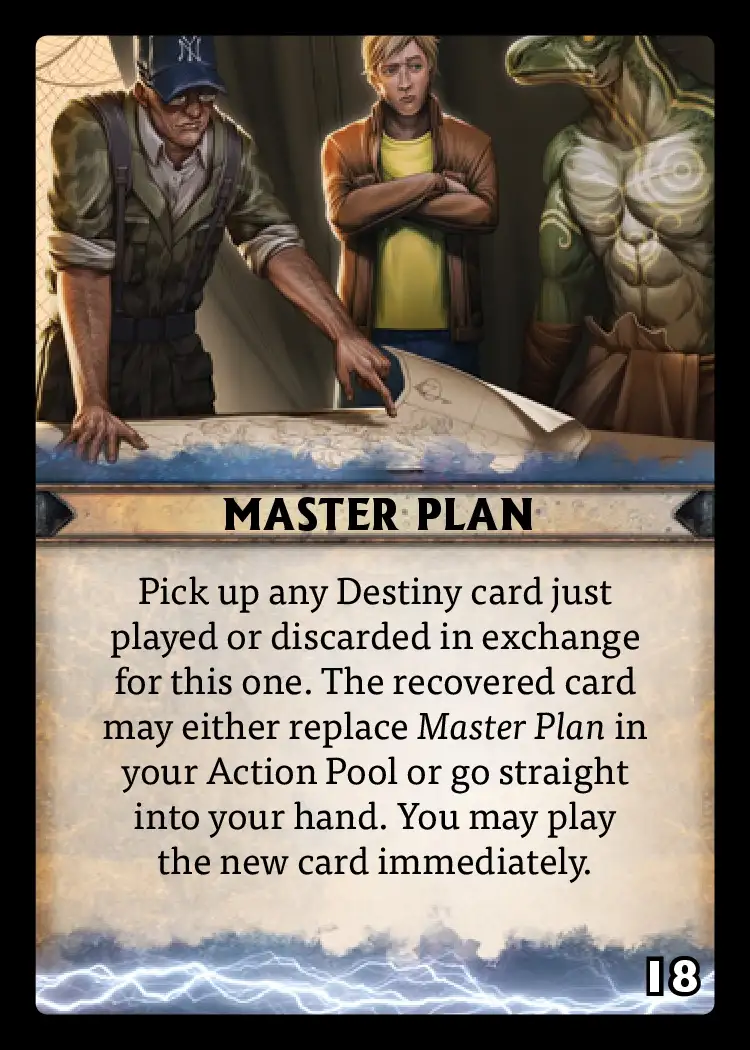 NY
MASTER PLAN
Pick up any Destiny card just
played or discarded in exchange
for this one. The recovered card
may either replace Master Plan in
your Action Pool or go straight
into your hand. You may play
the new card immediately.
18